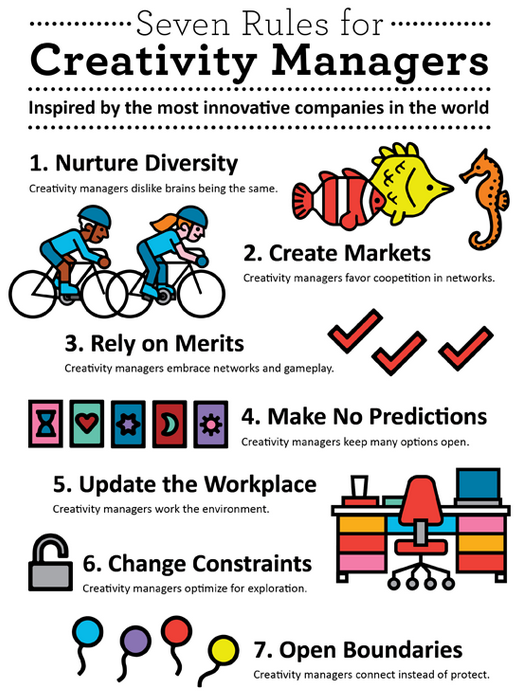 Seven Rules for
Creativity Managers
Inspired by the most innovative companies in the world
1. Nurture Diversity
Creativity managers dislike brains being the same.
2. Create Markets
Creativity managers favor coopetition in networks.
3. Rely on Merits
Creativity managers embrace networks and gameplay.
4. Make No Predictions
Creativity managers keep many options open.
5. Update the Workplace
Creativity managers work the environment.
6. Change Constraints
Creativity managers optimize for exploration.
7. Open Boundaries
Creativity managers connect instead of protect.